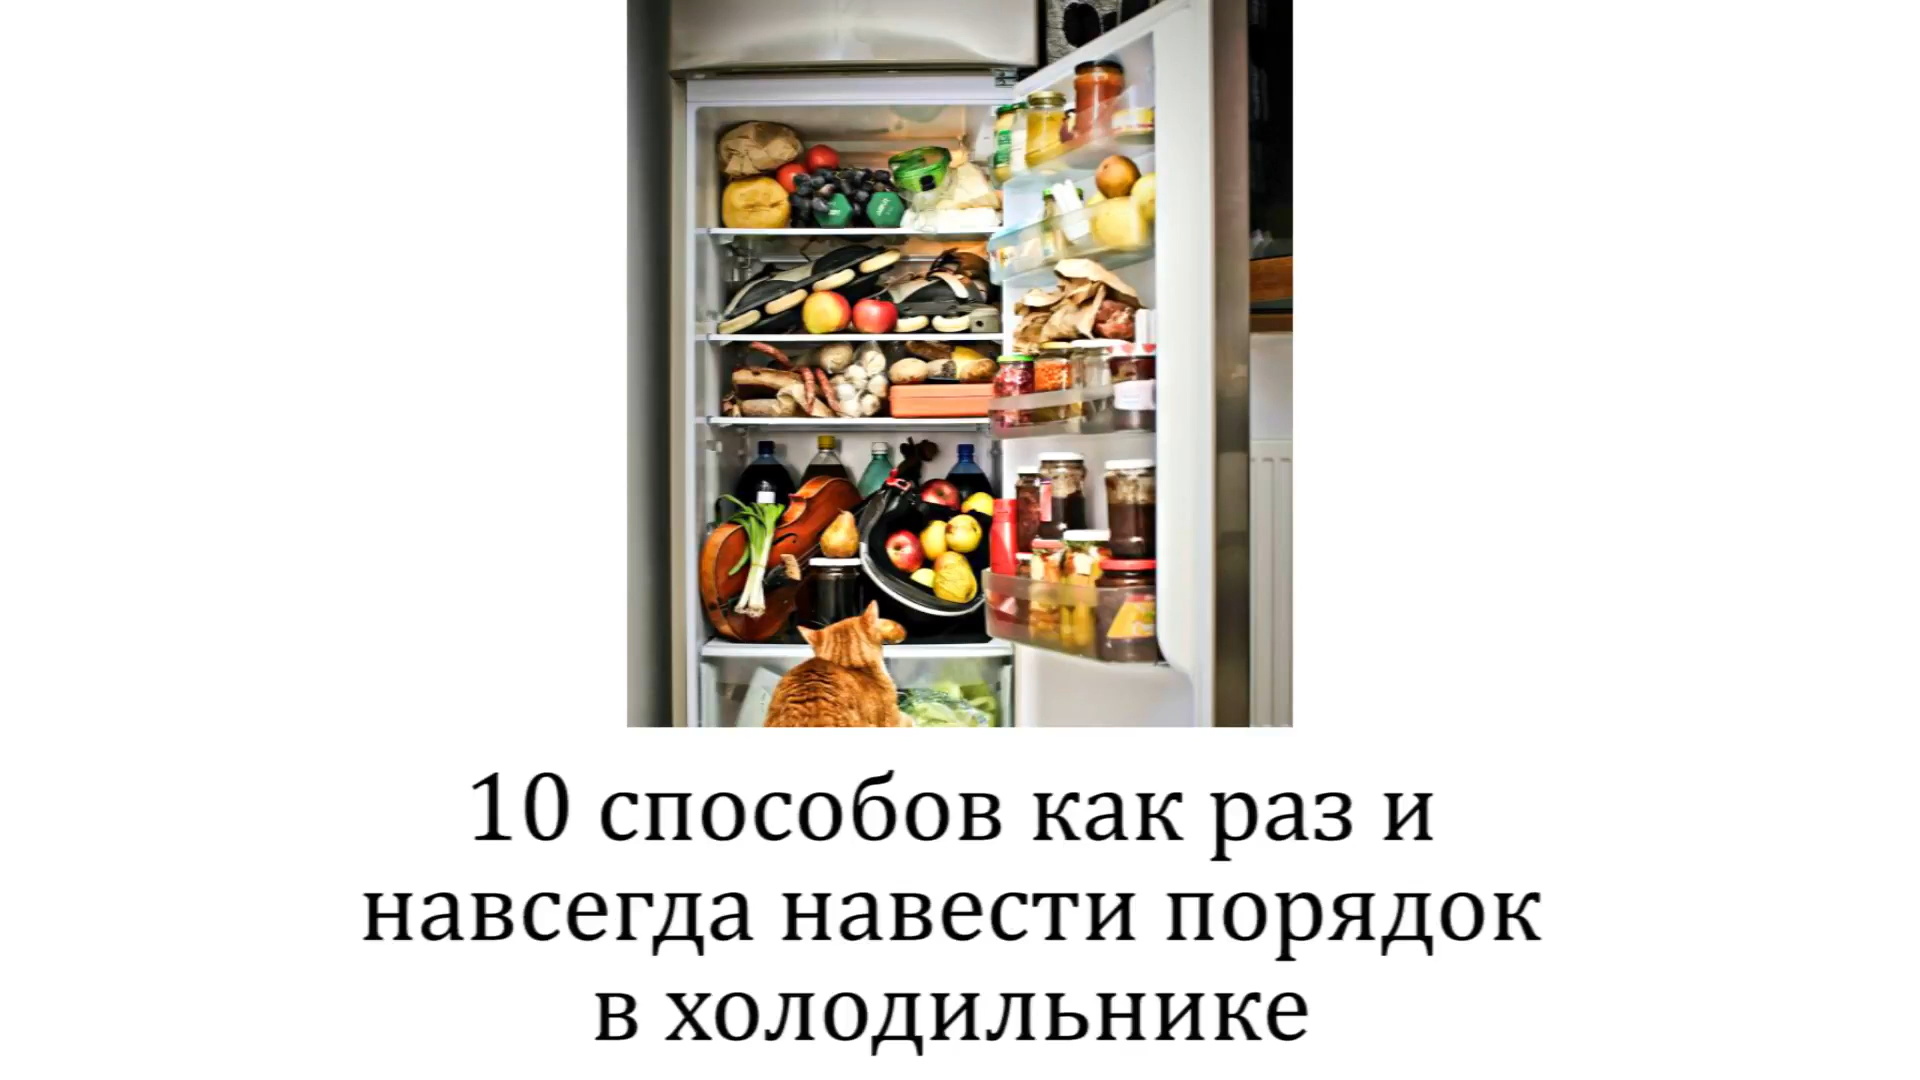 10 способов как раз и
навсегда навести порядок
в холодильнике